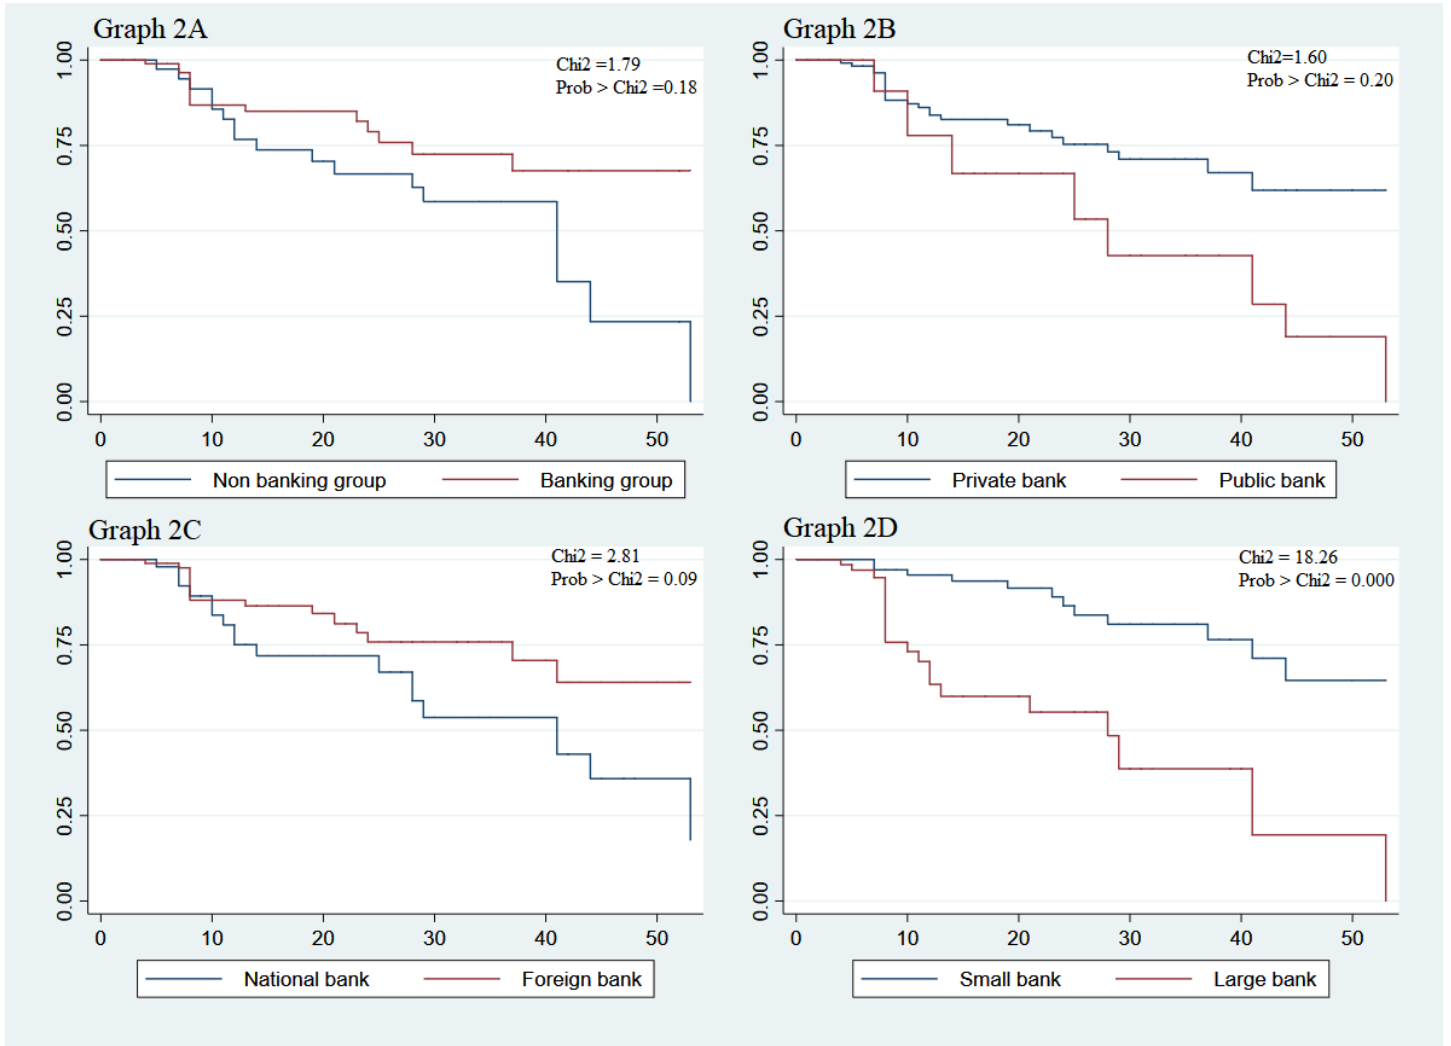 Graph 2A
Chi2 =1.79
Prob > Chi2 =0.18
1.00
0.75
0.50
0.25
0.00
0 10 20 30 40 50
Non banking group Banking group
Graph 2B
Chi2=1.60
Prob > Chi2 = 0.20
1.00
0.75
0.50
0.25
0.00
0 10 20 30 40 50
Private bank Public bank
Graph 2C
Chi2 = 2.81
Prob > Chi2 = 0.09
1.00
0.75
0.50
0.25
0.00
0 10 20 30 40 50
National bank Foreign bank
Graph 2D
Chi2 = 18.26
Prob > Chi2 = 0.000
1.00
0.75
0.50
0.25
0.00
0 10 20 30 40 50
Small bank Large bank